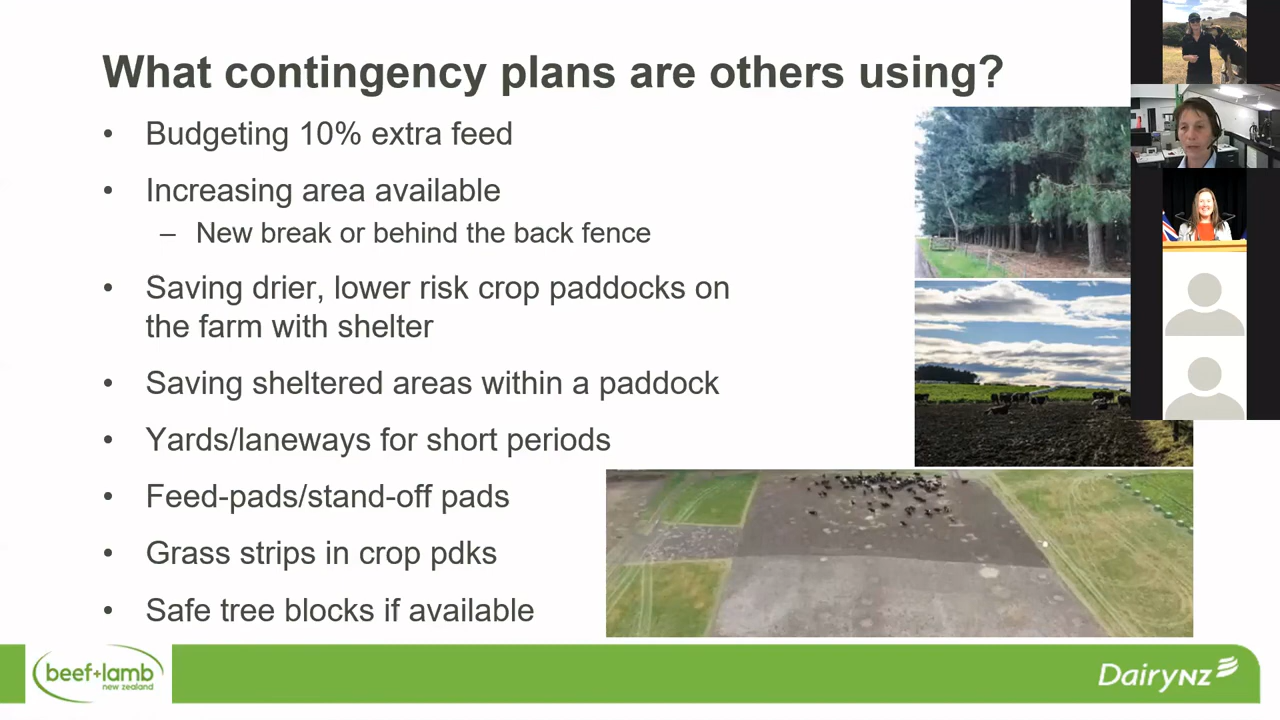 What contingency plans are others using?
• Budgeting 10% extra feed
• Increasing area available
– New break or behind the back fence
• Saving drier, lower risk crop paddocks on
the farm with shelter
• Saving sheltered areas within a paddock
• Yards/laneways for short periods
• Feed-pads/stand-off pads
• Grass strips in crop pdks
• Safe tree blocks if available
beef+lamb
new zealand
DairyNZ